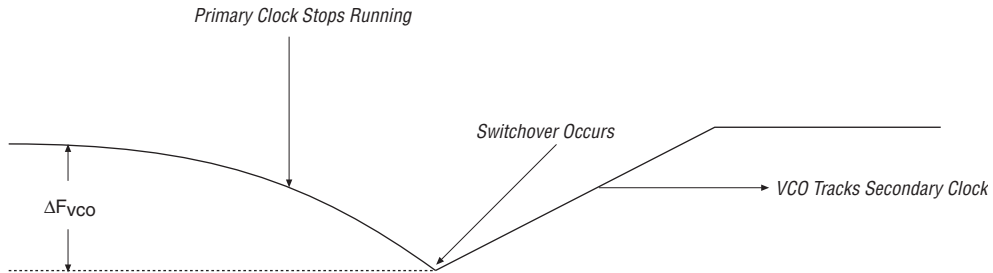 Primary Clock Stops Running
Switchover Occurs
VCO Tracks Secondary Clock
ΔFvco